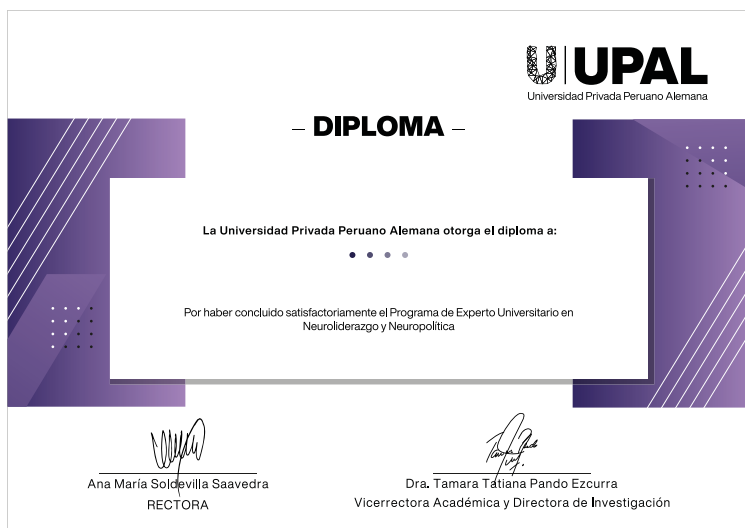 UPAL
Universidad Privada Peruano Alemana
– DIPLOMA –
La Universidad Privada Peruano Alemana otorga el diploma a:
Por haber concluido satisfactoriamente el Programa de Experto Universitario en
Neuroliderazgo y Neuropolítica
Ana María Soldevilla Saavedra
RECTORA
Dra. Tamara Tatiana Pando Ezcurra
Vicerrectora Académica y Directora de Investigación